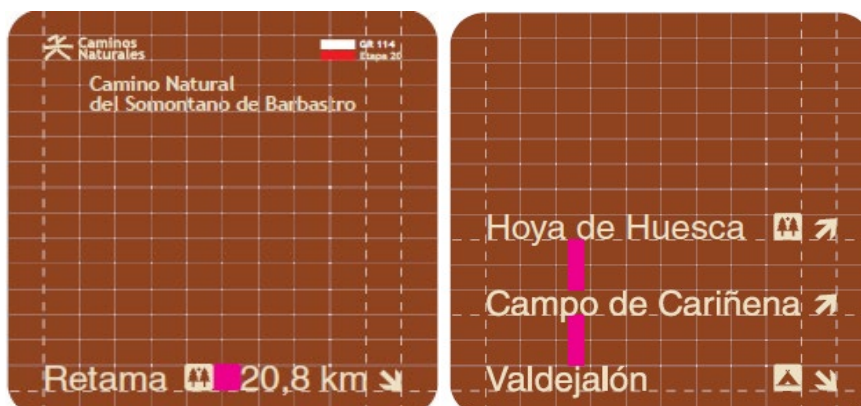 Caminos
Naturales
GR 114
Etapa 20
Camino Natural
del Somontano de Barbastro
Retama 20,8 km
Hoya de Huesca
Campo de Cariñena
Valdejalón